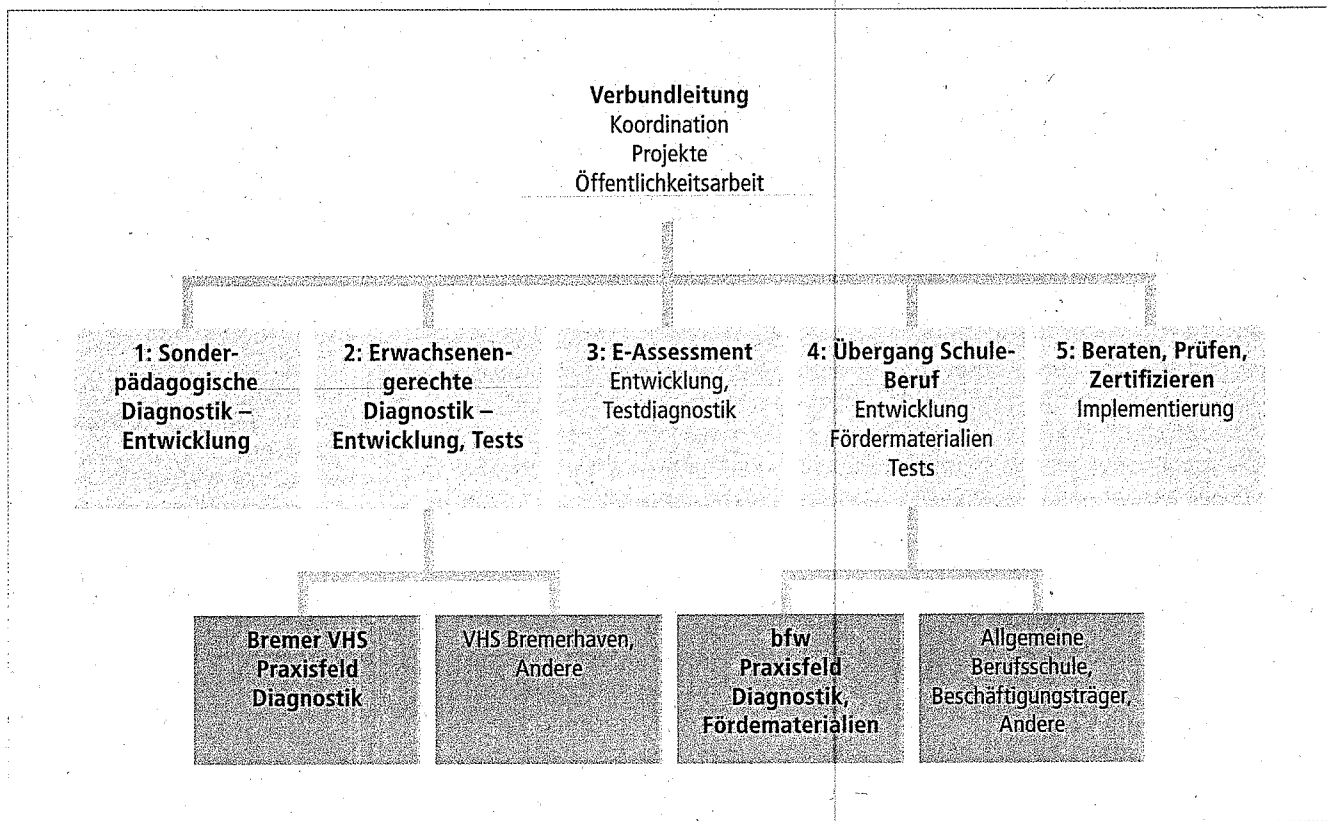 Verbundleitung
Koordination
Projekte
Öffentlichkeitsarbeit
1: Sonder-
pädagogische
Diagnostik –
Entwicklung
2: Erwachsenen-
gerechte
Diagnostik –
Entwicklung, Tests
3: E-Assessment
Entwicklung,
Testdiagnostik
4: Übergang Schule-
Beruf
Entwicklung
Fördermaterialien
Tests
5: Beraten, Prüfen,
Zertifizieren
Implementierung
Bremer VHS
Praxisfeld
Diagnostik
VHS Bremerhaven,
Andere
bfw
Praxisfeld
Diagnostik,
Fördematerialien
Allgemeine
Berufsschule,
Beschäftigungsträger,
Andere